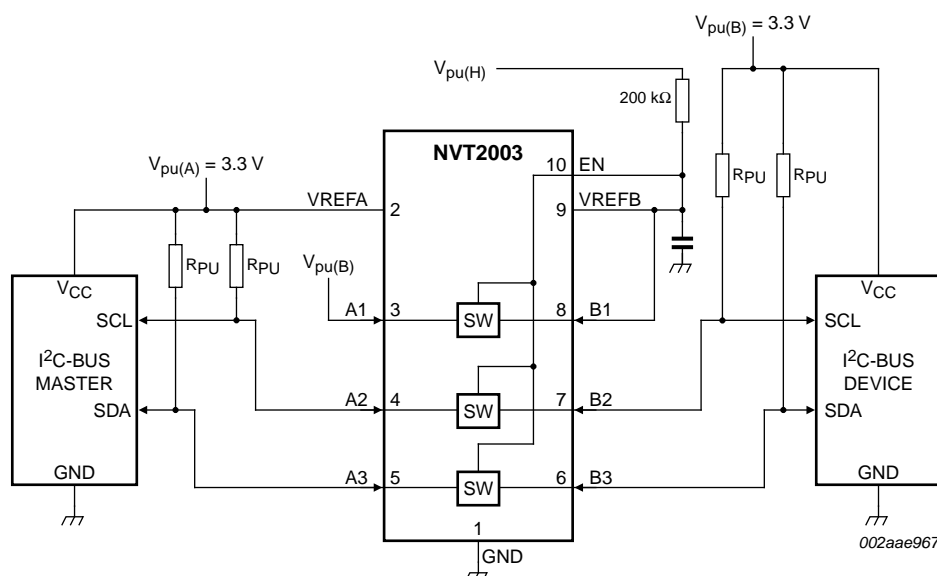 Vpu(B) = 3.3 V
Vpu(H)
200 kΩ
NVT2003
10 EN
Vpu(A) = 3.3 V
RPU
RPU
VREFA
2
9
VREFB
RPU
RPU
Vpu(B)
VCC
VCC
A1
3
SW
8
B1
SCL
SCL
I²C-BUS
MASTER
I²C-BUS
DEVICE
A2
4
SW
7
B2
SDA
SDA
A3
5
SW
6
B3
GND
GND
1
GND
002aae967